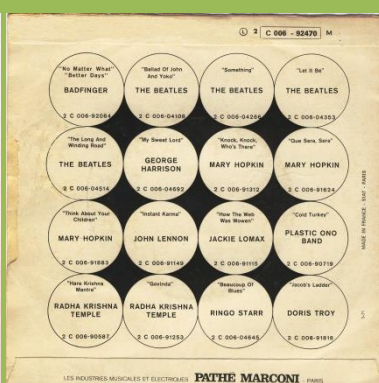 Ⓛ 2 C 006 - 92470 M
"No Matter What"
"Better Days"
BADFINGER
2 C 006-92064
"Ballad Of John
And Yoko"
THE BEATLES
2 C 006-04108
"Something"
THE BEATLES
2 C 006-04266
"Let It Be"
THE BEATLES
2 C 006-04353
"The Long And
Winding Road"
THE BEATLES
2 C 006-04514
"My Sweet Lord"
GEORGE
HARRISON
2 C 006-04692
"Knock, Knock,
Who's There"
MARY HOPKIN
2 C 006-91312
"Que Sera, Sera"
MARY HOPKIN
2 C 006-91624
"Think About Your
Children"
MARY HOPKIN
2 C 006-91883
"Instant Karma"
JOHN LENNON
2 C 006-91149
"How The Web
Was Wowen"
JACKIE LOMAX
2 C 006-91115
"Cold Turkey"
PLASTIC ONO
BAND
2 C 006-90719
"Hare Krishna
Mantra"
RADHA KRISHNA
TEMPLE
2 C 006-90587
"Govinda"
RADHA KRISHNA
TEMPLE
2 C 006-91253
"Beaucoup Of
Blues"
RINGO STARR
2 C 006-04645
"Jacob's Ladder"
DORIS TROY
2 C 006-91818
MADE IN FRANCE - SIAT - PARIS
LES INDUSTRIES MUSICALES ET ELECTRIQUES PATHÉ MARCONI - PARIS